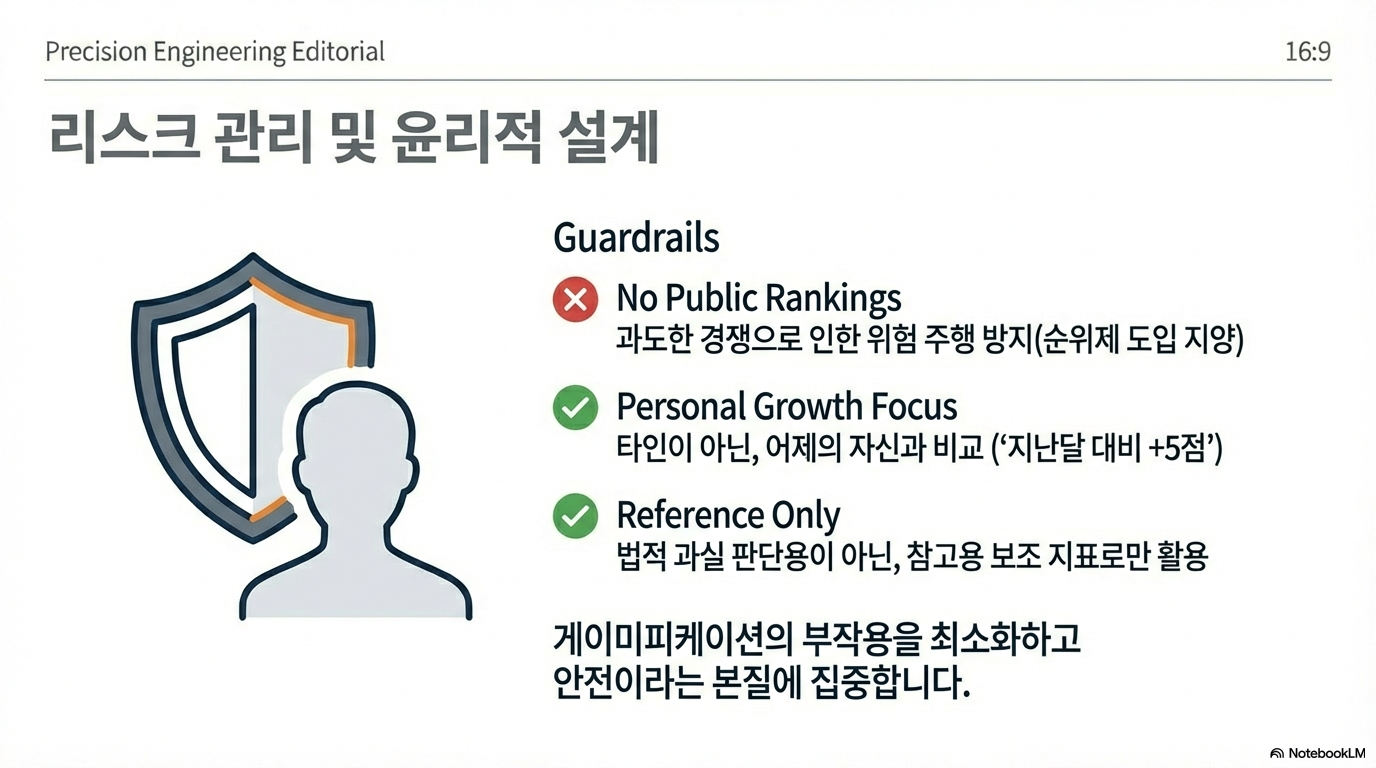 Precision Engineering Editorial
16:9
리스크 관리 및 윤리적 설계
Guardrails
No Public Rankings
과도한 경쟁으로 인한 위험 주행 방지(순위제 도입 지양)
Personal Growth Focus
타인이 아닌, 어제의 자신과 비교 (‘지난달 대비 +5점’)
Reference Only
법적 과실 판단용이 아닌, 참고용 보조 지표로만 활용
게이미피케이션의 부작용을 최소화하고
안전이라는 본질에 집중합니다.
NotebookLM